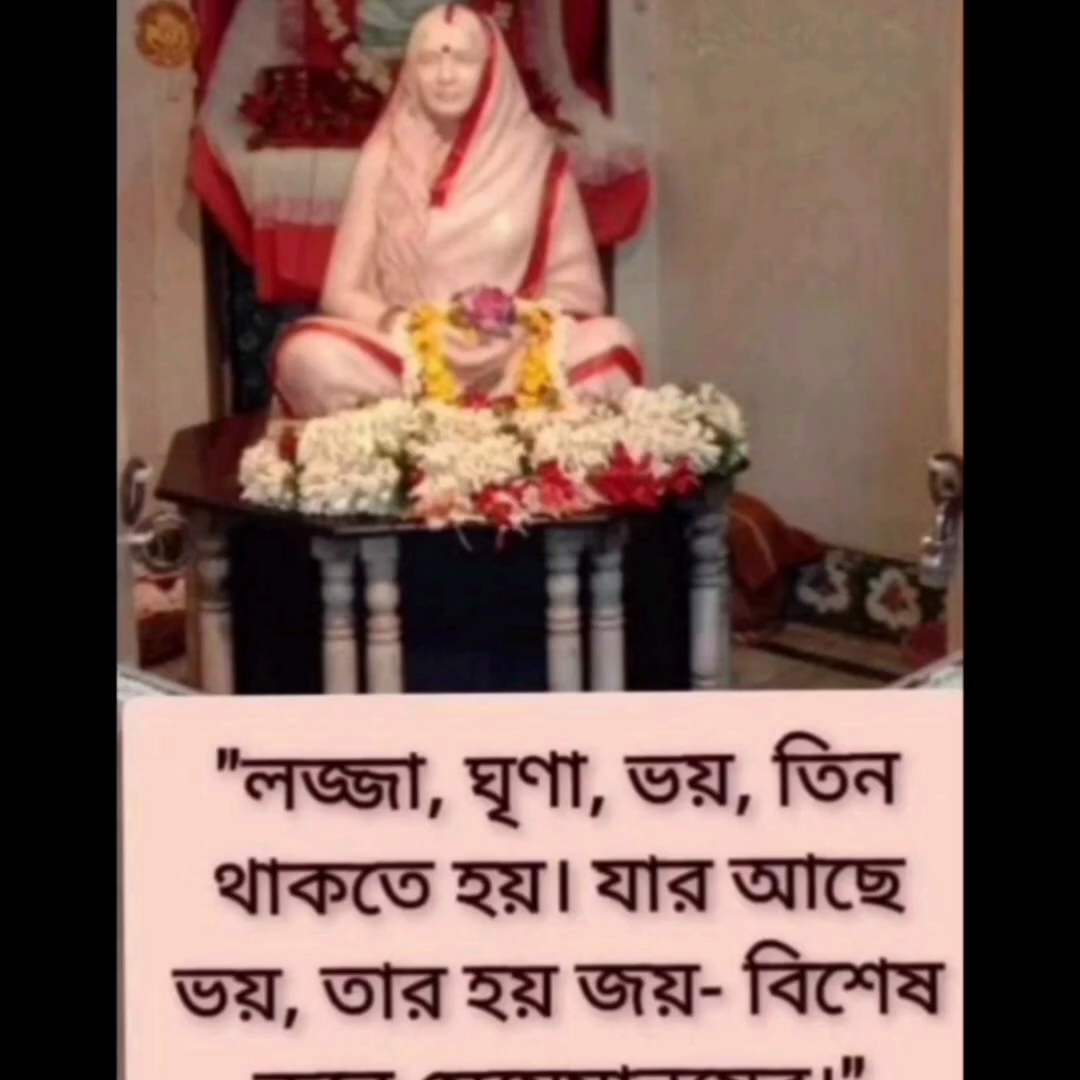 "লজ্জা, ঘৃণা, ভয়, তিন
থাকতে হয়। যার আছে
ভয়, তার হয় জয়- বিশেষ